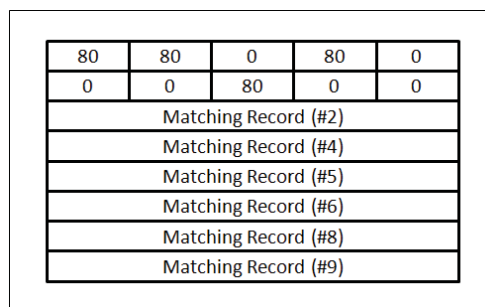 80 80 0 80 0
0 0 80 0 0
Matching Record (#2)
Matching Record (#4)
Matching Record (#5)
Matching Record (#6)
Matching Record (#8)
Matching Record (#9)